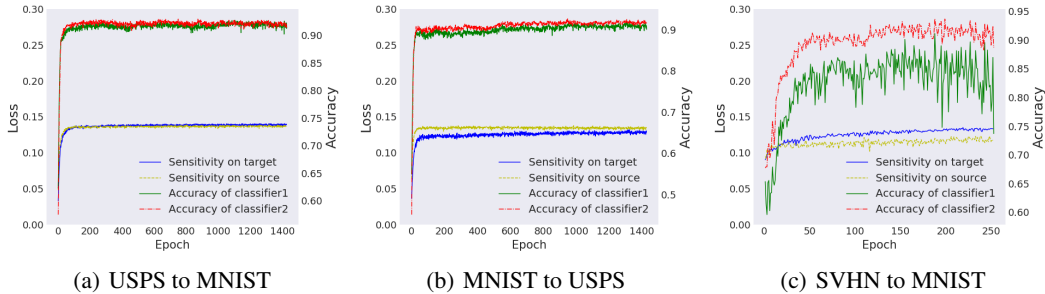 0.30
0.25
0.20
0.15
0.10
0.05
0.00
Loss
0.90
0.85
0.80
0.75
0.70
0.65
0.60
Accuracy
Sensitivity on target
Sensitivity on source
Accuracy of classifier1
Accuracy of classifier2
0 200 400 600 800 1000 1200 1400
Epoch
(a) USPS to MNIST
0.30
0.25
0.20
0.15
0.10
0.05
0.00
Loss
0.9
0.8
0.7
0.6
0.5
Accuracy
Sensitivity on target
Sensitivity on source
Accuracy of classifier1
Accuracy of classifier2
0 200 400 600 800 1000 1200 1400
Epoch
(b) MNIST to USPS
0.30
0.25
0.20
0.15
0.10
0.05
0.00
Loss
0.95
0.90
0.85
0.80
0.75
0.70
0.65
0.60
Accuracy
Sensitivity on target
Sensitivity on source
Accuracy of classifier1
Accuracy of classifier2
0 50 100 150 200 250
Epoch
(c) SVHN to MNIST